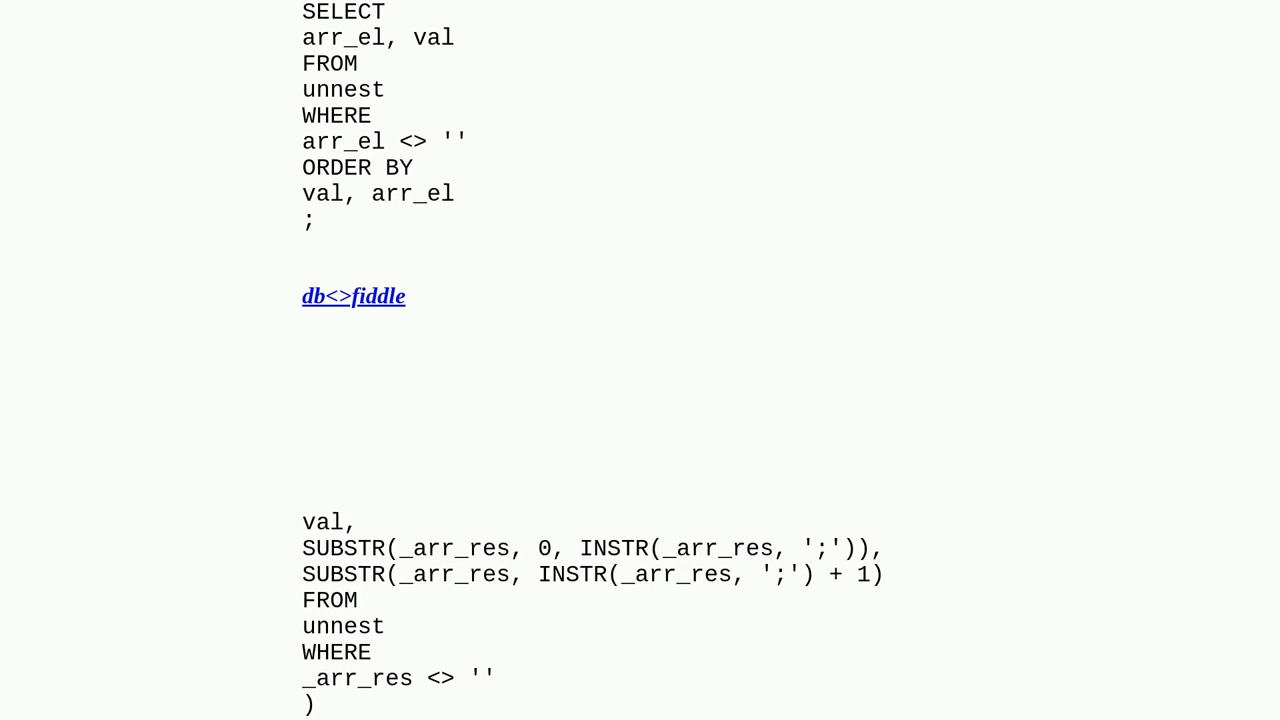 SELECT
arr_el, val
FROM
unnest
WHERE
arr_el <> ''
ORDER BY
val, arr_el
;
db<>fiddle
val,
SUBSTR(_arr_res, 0, INSTR(_arr_res, ';')),
SUBSTR(_arr_res, INSTR(_arr_res, ';') + 1)
FROM
unnest
WHERE
_arr_res <> ''
)